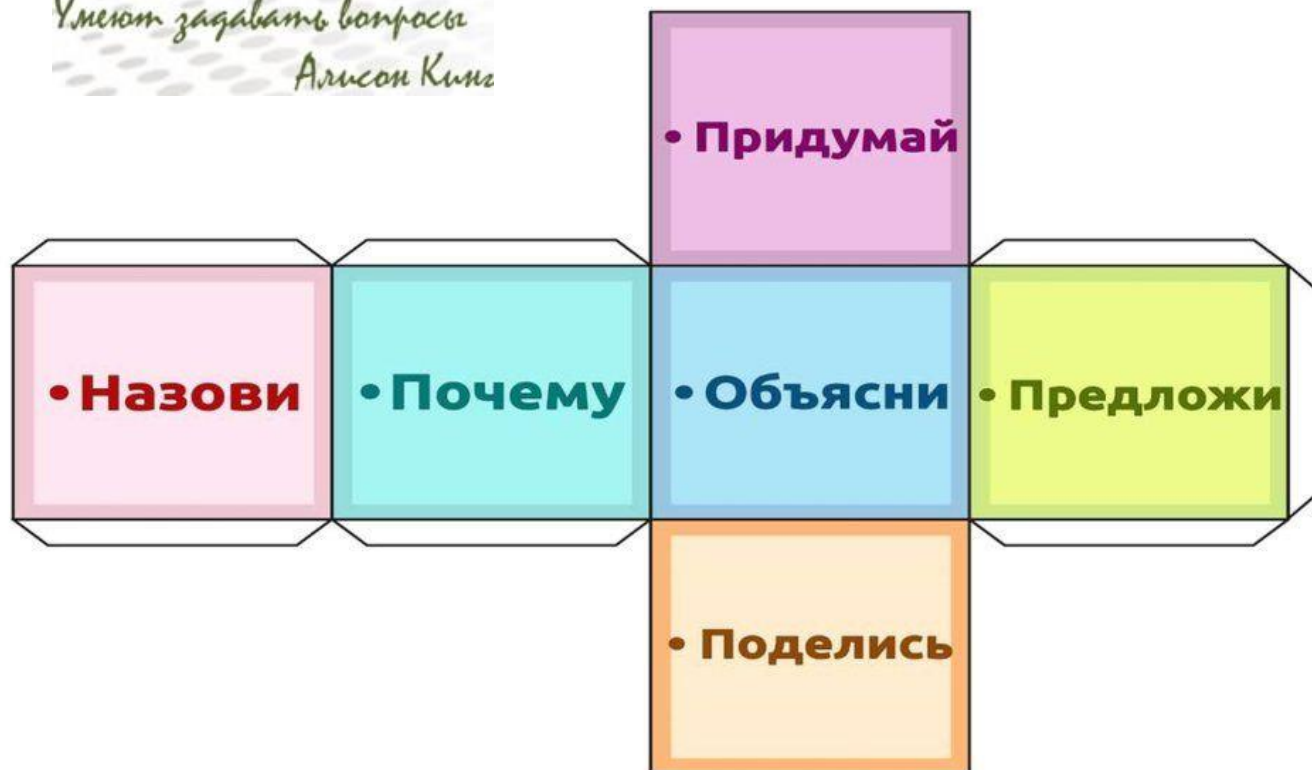 Умеют задавать вопросы
Алисон Кинг
• Придумай
• Назови
• Почему
• Объясни
• Предложи
• Поделись